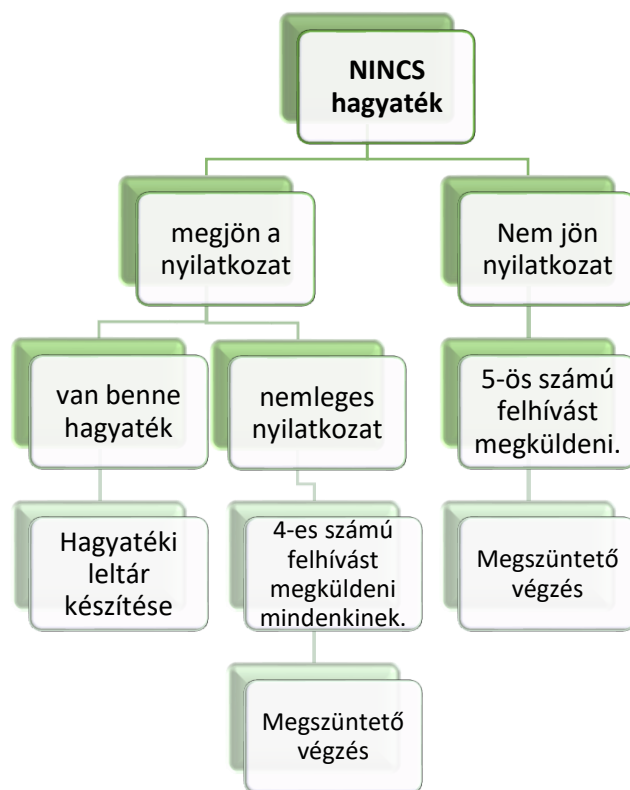 NINCS
hagyaték
megjön a
nyilatkozat
Nem jön
nyilatkozat
van benne
hagyaték
nemleges
nyilatkozat
5-ös számú
felhívást
megküldeni.
Hagyatéki
leltár
készítése
4-es számú
felhívást
megküldeni
mindenkinek.
Megszüntető
végzés
Megszüntető
végzés